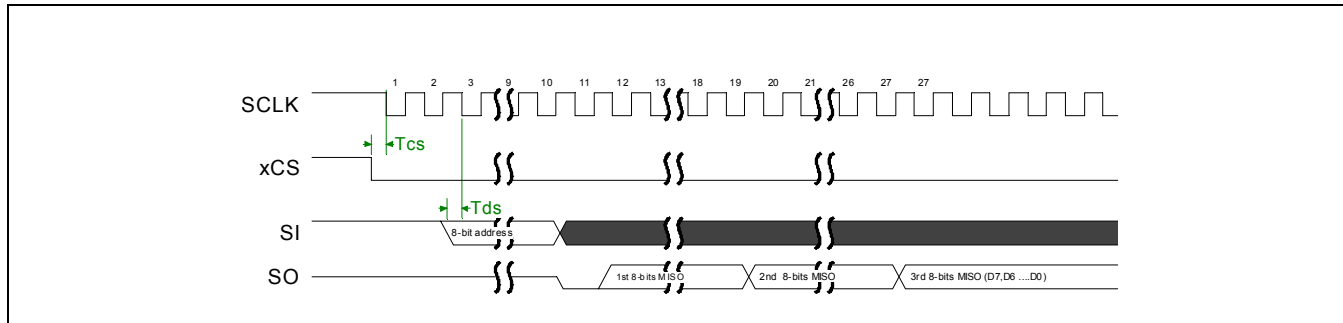 1 2 3 9 10 11 12 13 18 19 20 21 26 27 27
SCLK
Tcs
xCS
Tds
SI
8-bit address
SO
1st 8-bits MISO
2nd 8-bits MISO
3rd 8-bits MISO (D7,D6 ....D0)